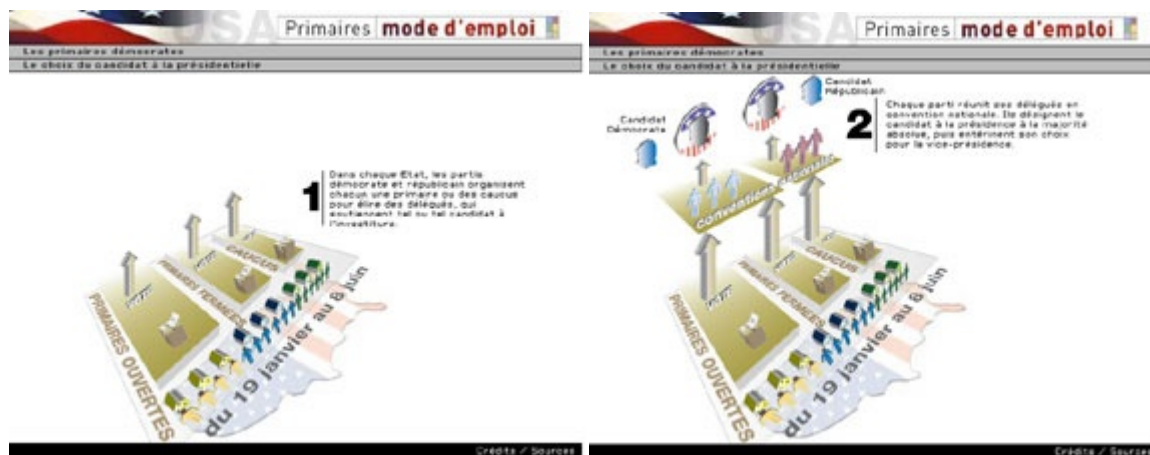 USA
Primaires mode d'emploi
Les primaires démocrates
Le choix du candidat à la présidentielle
1
Dans chaque Etat, les partis
démocrate et républicain organisent
chacun une primaire ou des caucus
pour élire des délégués, qui
soutiennent tel ou tel candidat à
l'investiture.
CAUCUS
PRIMAIRES FERMÉES
PRIMAIRES OUVERTES
du 19 janvier au 8 juin
Crédits / Sources
USA
Primaires mode d'emploi
Les primaires démocrates
Le choix du candidat à la présidentielle
Candidat
Républicain
Candidat
Démocrate
2
Chaque parti réunit ses délégués en
convention nationale. Ils désignent le
candidat à la présidence à la majorité
absolue, puis entérinent son choix
pour la vice-présidence.
conventions nationales
CAUCUS
PRIMAIRES FERMÉES
PRIMAIRES OUVERTES
du 19 janvier au 8 juin
Crédits / Sources